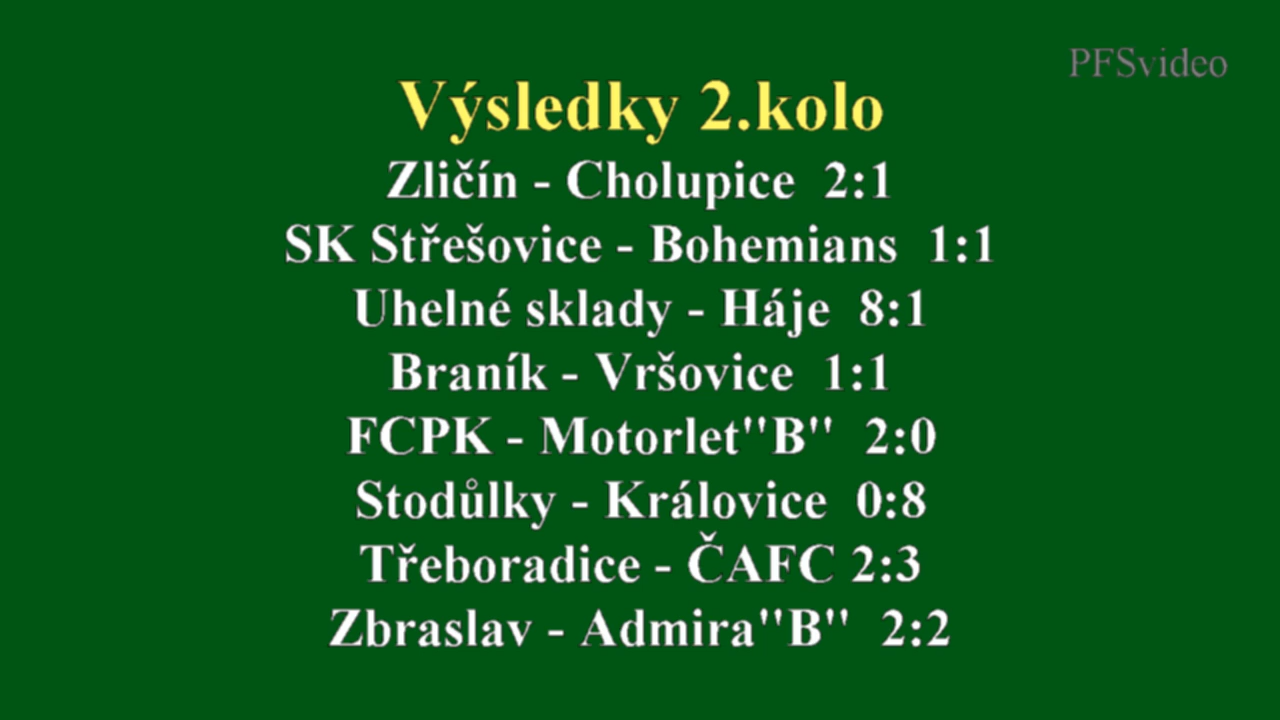 PFSvideo
Výsledky 2.kolo
Zličín - Cholupice 2:1
SK Střešovice - Bohemians 1:1
Uhelné sklady - Háje 8:1
Braník - Vršovice 1:1
FCPK - Motorlet"B" 2:0
Stodůlky - Královice 0:8
Třeboradice - ČAFC 2:3
Zbraslav - Admira"B" 2:2